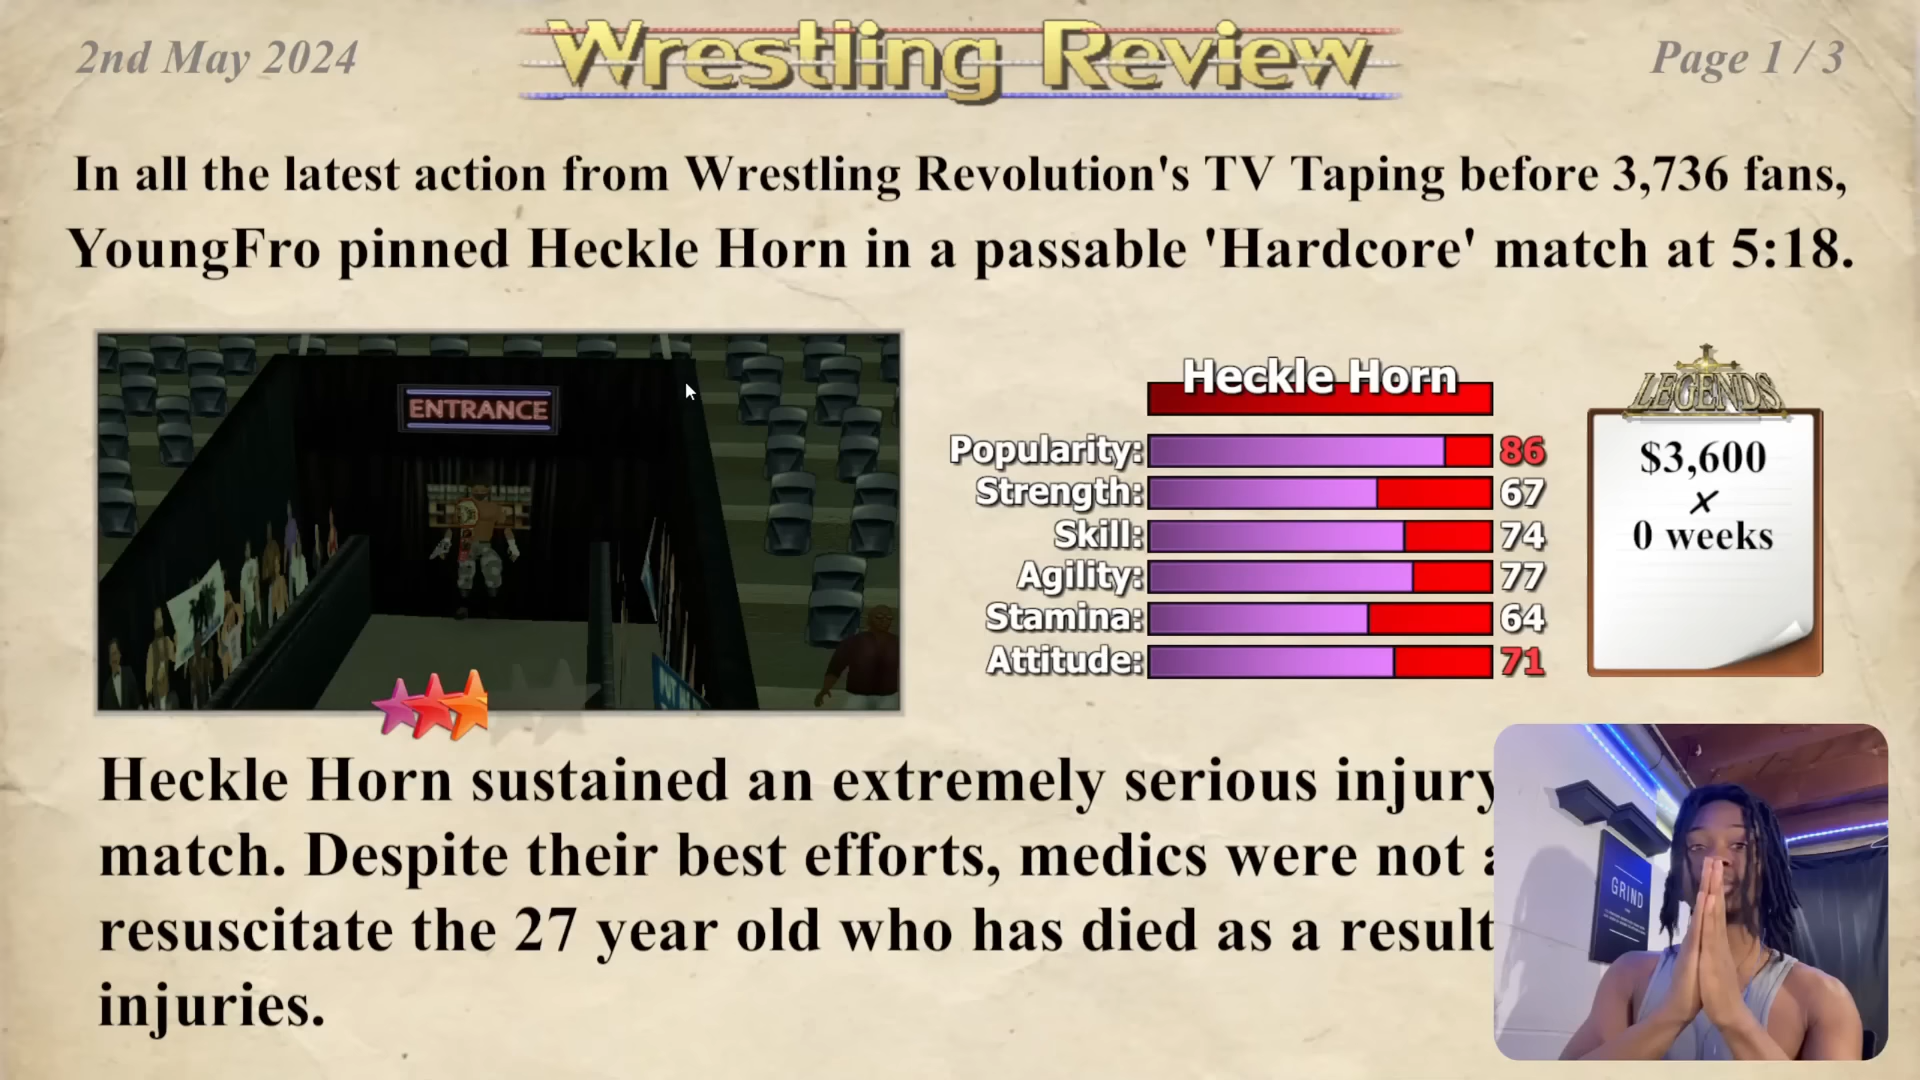 2nd May 2024
Wrestling Review
Page 1 / 3
In all the latest action from Wrestling Revolution's TV Taping before 3,736 fans,
YoungFro pinned Heckle Horn in a passable 'Hardcore' match at 5:18.
ENTRANCE
Heckle Horn
Popularity: 86
Strength: 67
Skill: 74
Agility: 77
Stamina: 64
Attitude: 71
LEGENDS
$3,600
×
0 weeks
Heckle Horn sustained an extremely serious injury
match. Despite their best efforts, medics were not
resuscitate the 27 year old who has died as a result
injuries.
GRIND